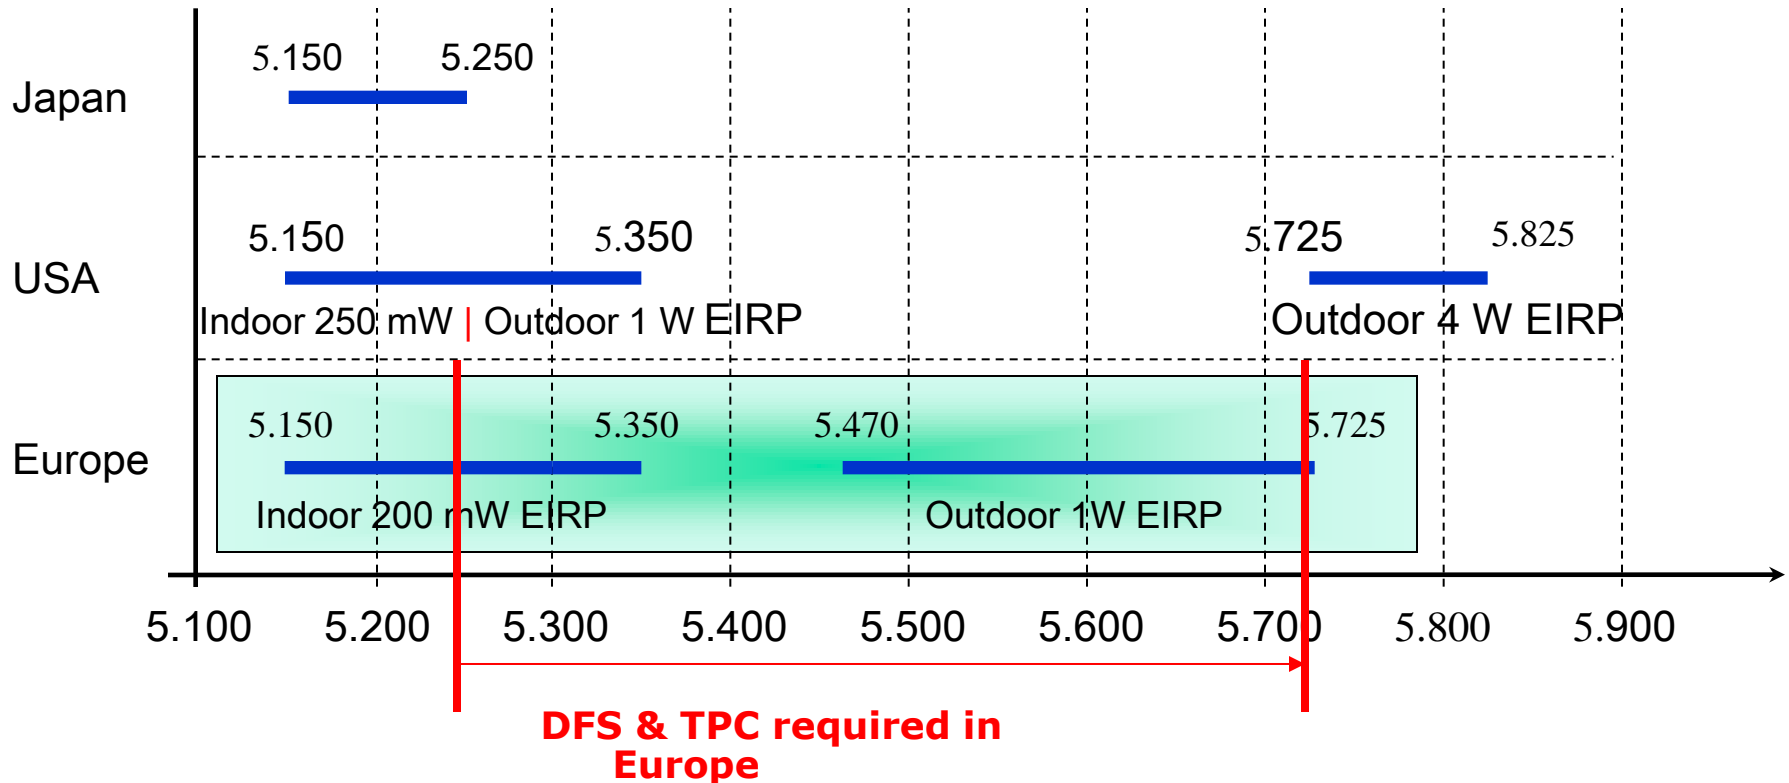 5.150 5.250
Japan
5.150 5.350 5.725 5.825
USA
Indoor 250 mW | Outdoor 1 W EIRP Outdoor 4 W EIRP
5.150 5.350 5.470 5.725
Europe
Indoor 200 mW EIRP Outdoor 1W EIRP
5.100 5.200 5.300 5.400 5.500 5.600 5.700 5.800 5.900
DFS & TPC required in
Europe